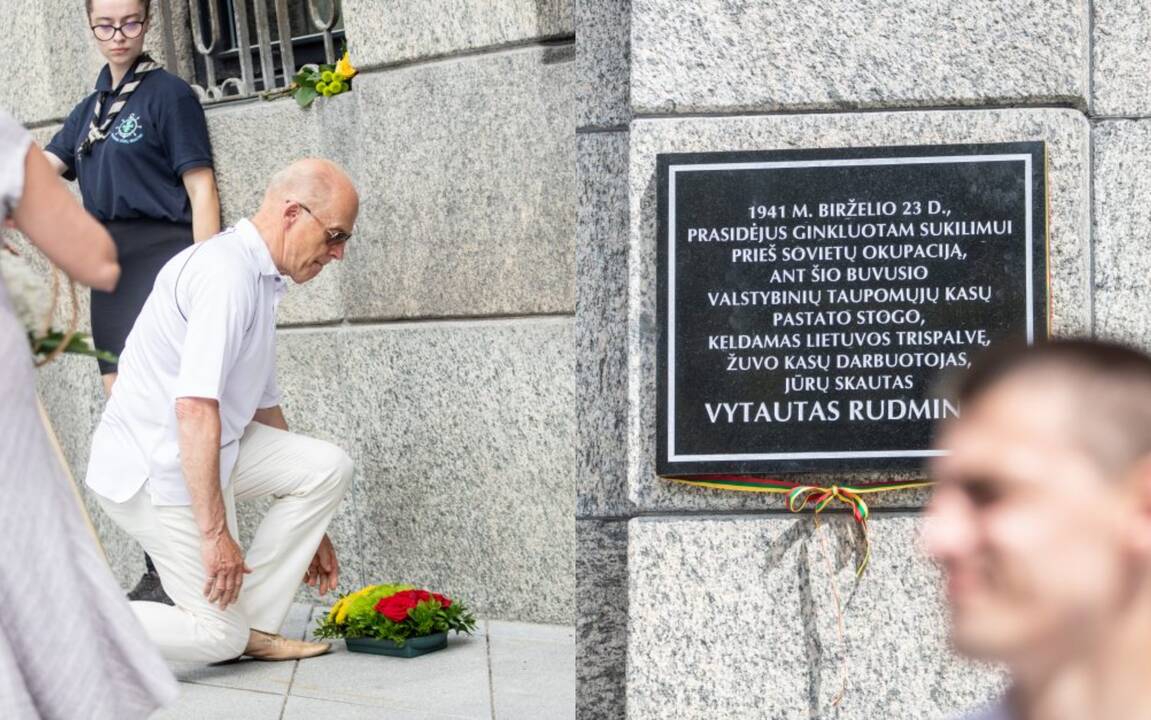 1941 M. BIRŽELIO 23 D.,
PRASIDĖJUS GINKLUOTAM SUKILIMUI
PRIEŠ SOVIETŲ OKUPACIJĄ,
ANT ŠIO BUVUSIO
VALSTYBINIŲ TAUPOMŲJŲ KASŲ
PASTATO STOGO,
KELDAMAS LIETUVOS TRISPALVĘ,
ŽUVO KASŲ DARBUOTOJAS,
JŪRŲ SKAUTAS
VYTAUTAS